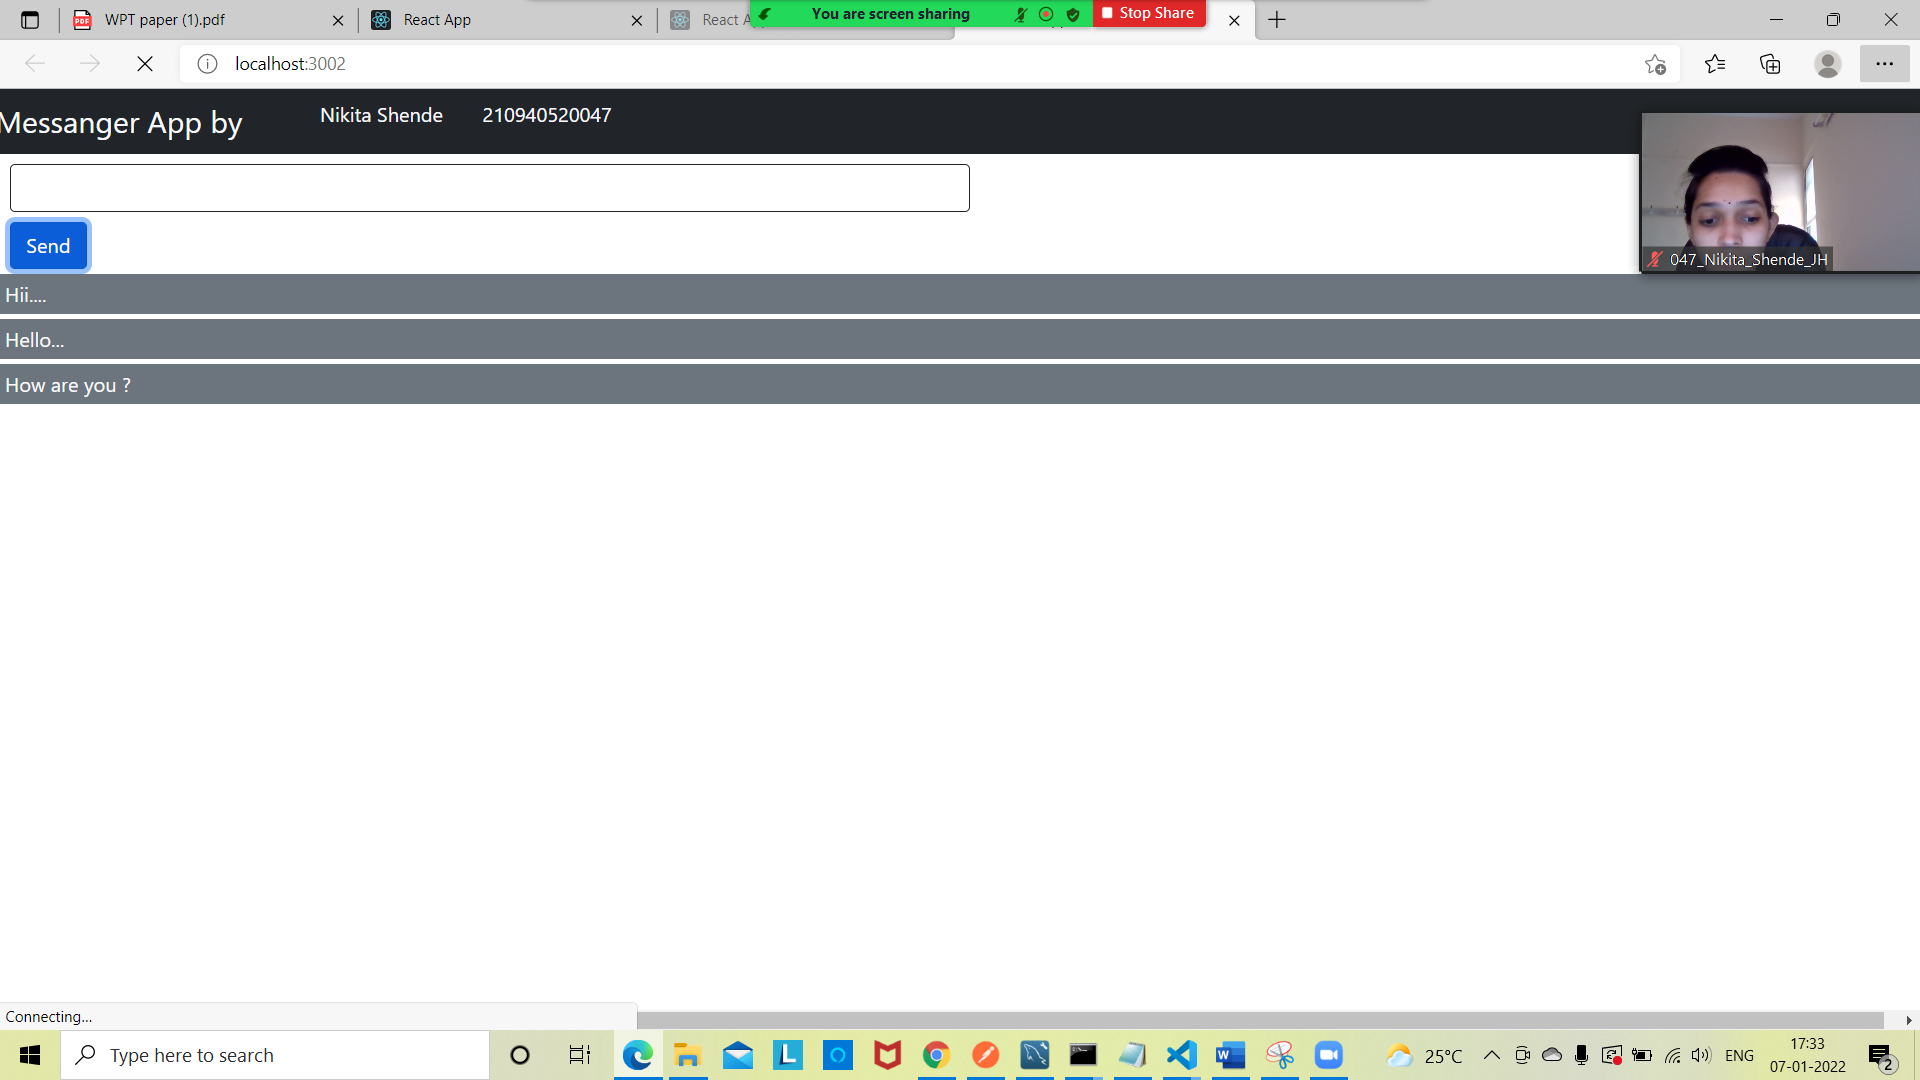 WPT paper (1).pdf
React App
React A
You are screen sharing
Stop Share
localhost:3002
Messanger App by
Nikita Shende
210940520047
Send
047_Nikita_Shende_JH
Hii....
Hello...
How are you ?
Connecting...
Type here to search
25°C
ENG
17:33
07-01-2022
2